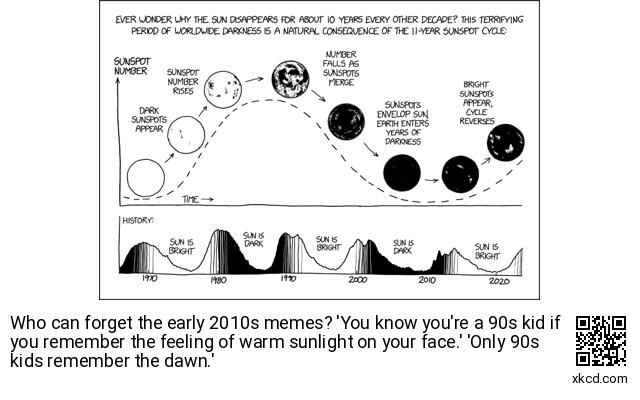 EVER WONDER WHY THE SUN DISAPPEARS FOR ABOUT 10 YEARS EVERY OTHER DECADE? THIS TERRIFYING
PERIOD OF WORLDWIDE DARKNESS IS A NATURAL CONSEQUENCE OF THE 11-YEAR SUNSPOT CYCLE:
SUNSPOT
NUMBER
DARK
SUNSPOTS
APPEAR
SUNSPOT
NUMBER
RISES
NUMBER
FALLS AS
SUNSPOTS
MERGE
SUNSPOTS
ENVELOP SUN,
EARTH ENTERS
YEARS OF
DARKNESS
BRIGHT
SUNSPOTS
APPEAR,
CYCLE
REVERSES
TIME
HISTORY:
SUN IS
BRIGHT
SUN IS
DARK
SUN IS
BRIGHT
SUN IS
DARK
SUN IS
BRIGHT
1970
1980
1990
2000
2010
2020
Who can forget the early 2010s memes? 'You know you're a 90s kid if
you remember the feeling of warm sunlight on your face.' 'Only 90s
kids remember the dawn.'
xkcd.com